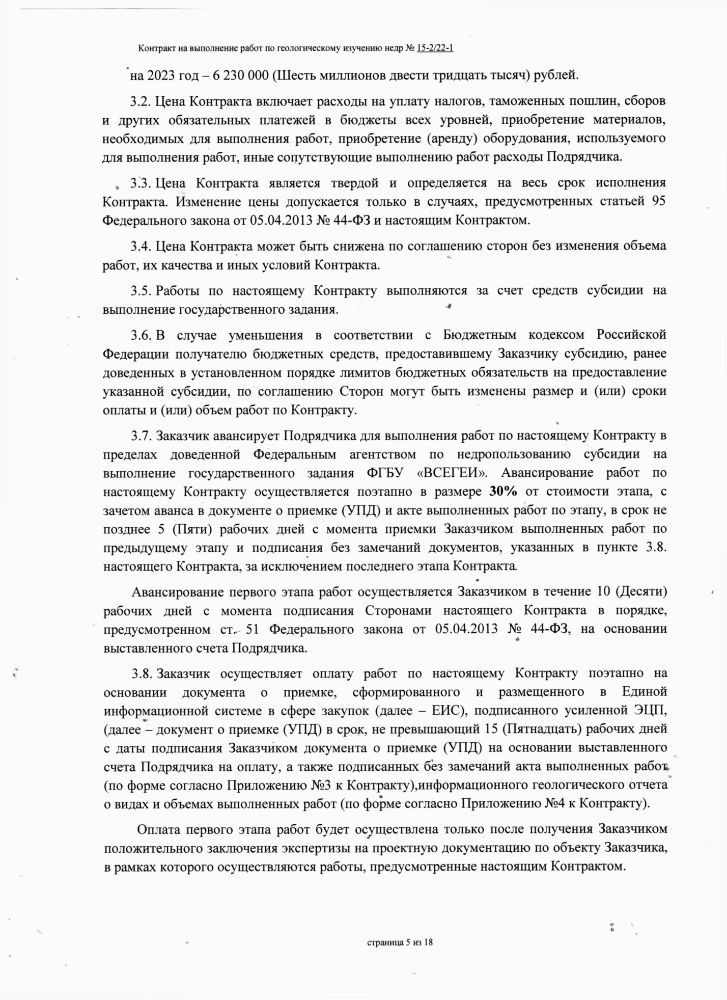 Контракт на выполнение работ по геологическому изучению недр № 15-2/22-1
на 2023 год – 6 230 000 (Шесть миллионов двести тридцать тысяч) рублей.
3.2. Цена Контракта включает расходы на уплату налогов, таможенных пошлин, сборов
и других обязательных платежей в бюджеты всех уровней, приобретение материалов,
необходимых для выполнения работ, приобретение (аренду) оборудования, используемого
для выполнения работ, иные сопутствующие выполнению работ расходы Подрядчика.
3.3. Цена Контракта является твердой и определяется на весь срок исполнения
Контракта. Изменение цены допускается только в случаях, предусмотренных статьей 95
Федерального закона от 05.04.2013 № 44-ФЗ и настоящим Контрактом.
3.4. Цена Контракта может быть снижена по соглашению сторон без изменения объема
работ, их качества и иных условий Контракта.
3.5. Работы по настоящему Контракту выполняются за счет средств субсидии на
выполнение государственного задания.
3.6. В случае уменьшения в соответствии с Бюджетным кодексом Российской
Федерации получателю бюджетных средств, предоставившему Заказчику субсидию, ранее
доведенных в установленном порядке лимитов бюджетных обязательств на предоставление
указанной субсидии, по соглашению Сторон могут быть изменены размер и (или) сроки
оплаты и (или) объем работ по Контракту.
3.7. Заказчик авансирует Подрядчика для выполнения работ по настоящему Контракту в
пределах доведенной Федеральным агентством по недропользованию субсидии на
выполнение государственного задания ФГБУ «ВСЕГЕИ». Авансирование работ по
настоящему Контракту осуществляется поэтапно в размере 30% от стоимости этапа, с
зачетом аванса в документе о приемке (УПД) и акте выполненных работ по этапу, в срок не
позднее 5 (Пяти) рабочих дней с момента приемки Заказчиком выполненных работ по
предыдущему этапу и подписания без замечаний документов, указанных в пункте 3.8.
настоящего Контракта, за исключением последнего этапа Контракта.
Авансирование первого этапа работ осуществляется Заказчиком в течение 10 (Десяти)
рабочих дней с момента подписания Сторонами настоящего Контракта в порядке,
предусмотренном ст. 51 Федерального закона от 05.04.2013 № 44-ФЗ, на основании
выставленного счета Подрядчика.
3.8. Заказчик осуществляет оплату работ по настоящему Контракту поэтапно на
основании документа о приемке, сформированного и размещенного в Единой
информационной системе в сфере закупок (далее – ЕИС), подписанного усиленной ЭЦП,
(далее – документ о приемке (УПД) в срок, не превышающий 15 (Пятнадцать) рабочих дней
с даты подписания Заказчиком документа о приемке (УПД) на основании выставленного
счета Подрядчика на оплату, а также подписанных без замечаний акта выполненных работ
(по форме согласно Приложению №3 к Контракту),информационного геологического отчета
о видах и объемах выполненных работ (по форме согласно Приложению №4 к Контракту).
Оплата первого этапа работ будет осуществлена только после получения Заказчиком
положительного заключения экспертизы на проектную документацию по объекту Заказчика,
в рамках которого осуществляются работы, предусмотренные настоящим Контрактом.
страница 5 из 18